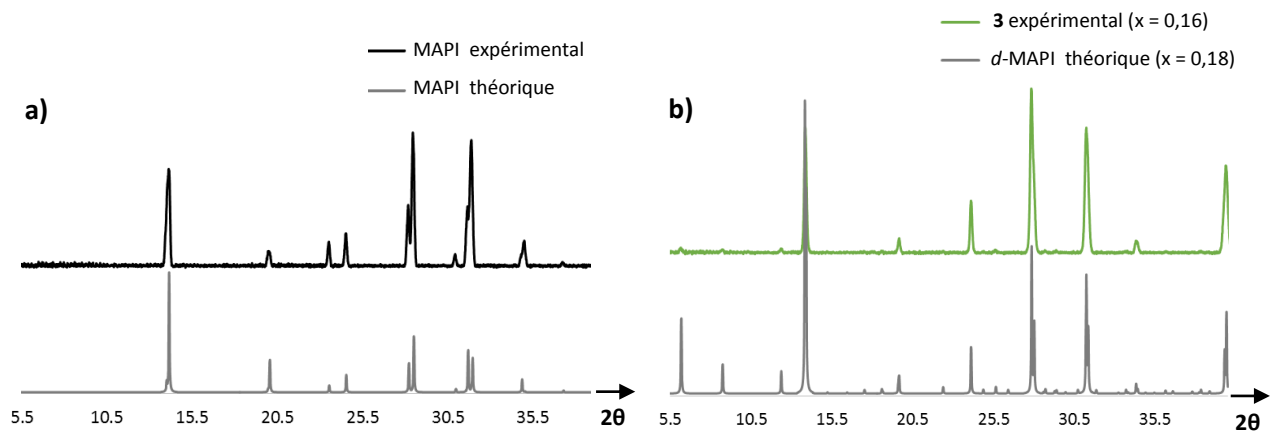 MAPI expérimental
MAPI théorique
a)
5.5 10.5 15.5 20.5 25.5 30.5 35.5 2θ
3 expérimental (x = 0,16)
d-MAPI théorique (x = 0,18)
b)
5.5 10.5 15.5 20.5 25.5 30.5 35.5 2θ